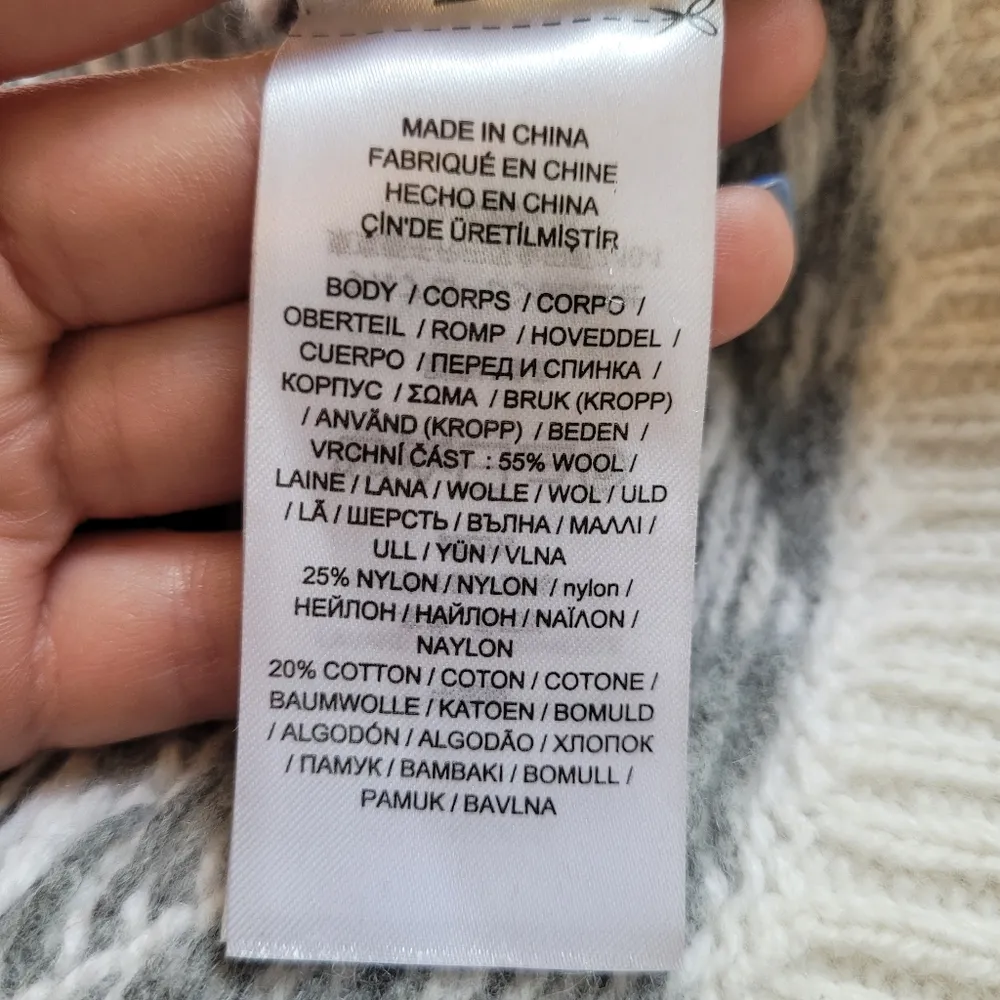 MADE IN CHINA
FABRIQUÉ EN CHINE
HECHO EN CHINA
ÇİN'DE ÜRETİLMİŞTİR
BODY / CORPS / CORPO /
OBERTEIL / ROMP / HOVEDDEL /
CUERPO / ПЕРЕД И СПИНКА /
КОРПУС / ΣΩΜΑ / BRUK (KROPP)
/ ANVÄND (KROPP) / BEDEN /
VRCHNÍ ČÁST : 55% WOOL /
LAINE / LANA / WOLLE / WOL / ULD
/ LÃ / ШЕРСТЬ / ВЪЛНА / ΜΑΛΛΙ /
ULL / YÜN / VLNA
25% NYLON / NYLON / nylon /
НЕЙЛОН / НАЙЛОН / ΝΑΪΛΟΝ /
NAYLON
20% COTTON / COTON / COTONE /
BAUMWOLLE / KATOEN / BOMULD
/ ALGODÓN / ALGODÃO / ХЛОПОК
/ ПАМУК / ΒΑΜΒΑΚΙ / BOMULL /
PAMUK / BAVLNA